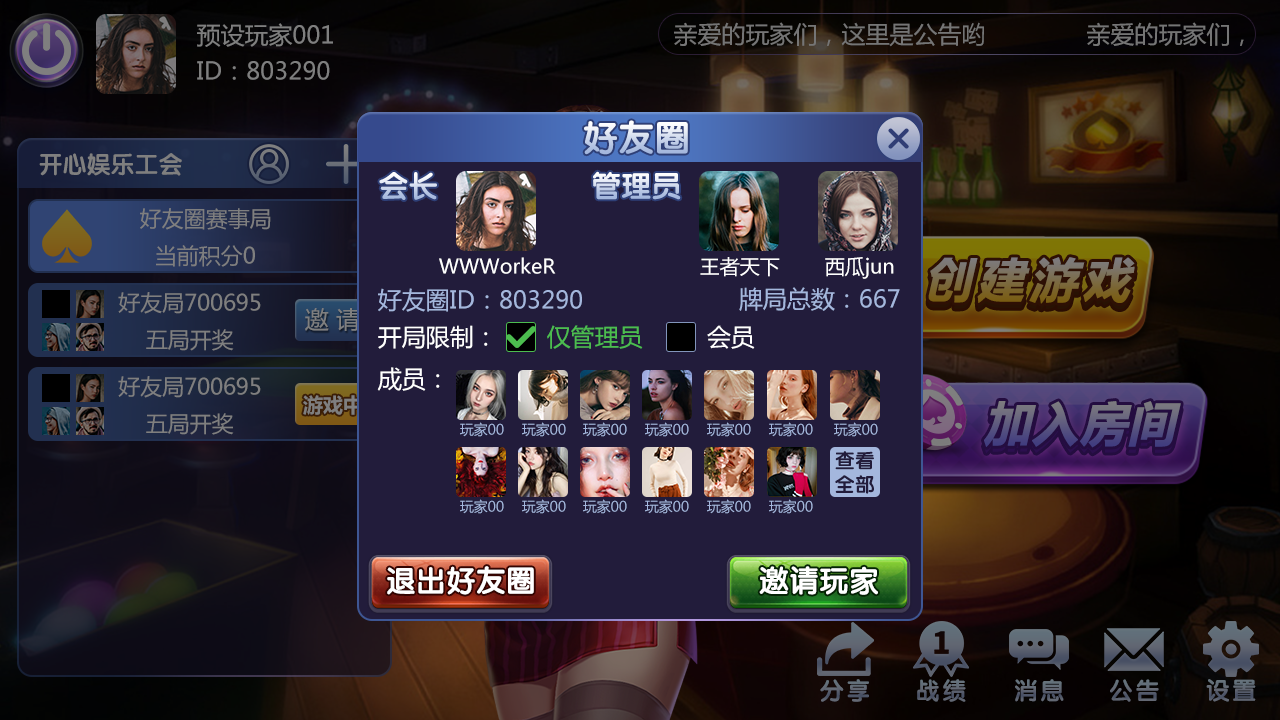 预设玩家001
ID：803290
亲爱的玩家们，这里是公告哟
亲爱的玩家们，
开心娱乐工会
好友圈赛事局
当前积分0
好友局700695
五局开奖
邀请
好友局700695
五局开奖
游戏中
好友圈
会长
管理员
WWWorkeR
王者天下
西瓜jun
好友圈ID：803290
牌局总数：667
开局限制：
仅管理员
会员
成员：
玩家00
玩家00
玩家00
玩家00
玩家00
玩家00
玩家00
玩家00
玩家00
玩家00
玩家00
玩家00
玩家00
查看
全部
退出好友圈
邀请玩家
创建游戏
加入房间
1
分享
战绩
消息
公告
设置